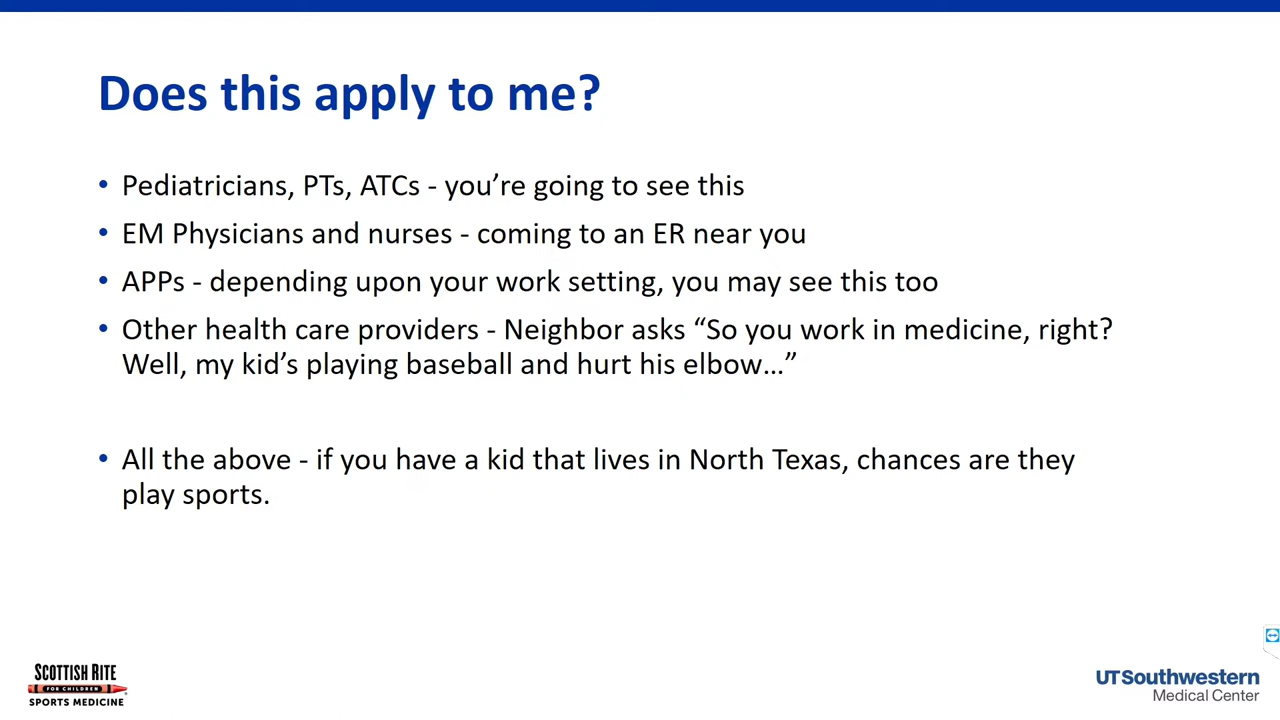 Does this apply to me?
• Pediatricians, PTs, ATCs - you’re going to see this
• EM Physicians and nurses - coming to an ER near you
• APPs - depending upon your work setting, you may see this too
• Other health care providers - Neighbor asks “So you work in medicine, right?
Well, my kid’s playing baseball and hurt his elbow…”
• All the above - if you have a kid that lives in North Texas, chances are they
play sports.
SCOTTISH RITE
FOR CHILDREN
SPORTS MEDICINE
UT Southwestern
Medical Center